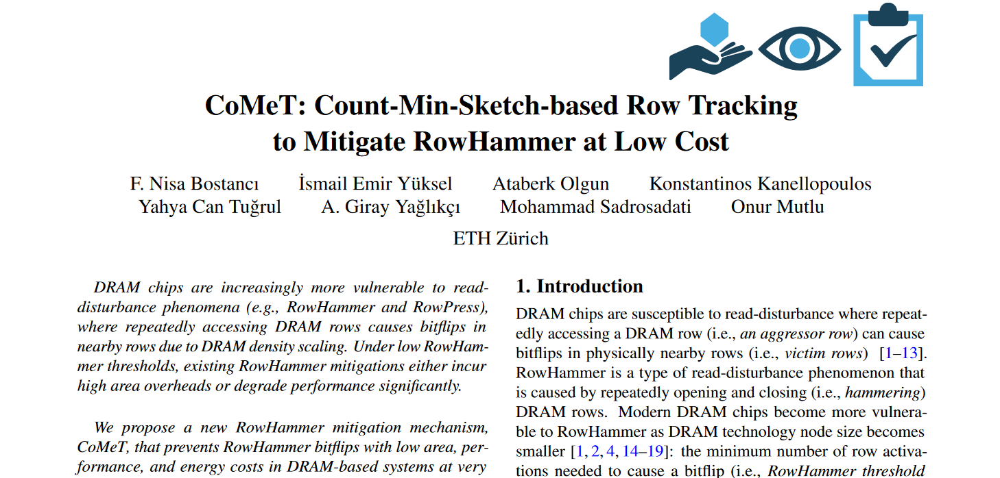 CoMeT: Count-Min-Sketch-based Row Tracking
to Mitigate RowHammer at Low Cost
F. Nisa Bostancı İsmail Emir Yüksel Ataberk Olgun Konstantinos Kanellopoulos
Yahya Can Tuğrul A. Giray Yağlıkçı Mohammad Sadrosadati Onur Mutlu
ETH Zürich
DRAM chips are increasingly more vulnerable to read-
disturbance phenomena (e.g., RowHammer and RowPress),
where repeatedly accessing DRAM rows causes bitflips in
nearby rows due to DRAM density scaling. Under low RowHam-
mer thresholds, existing RowHammer mitigations either incur
high area overheads or degrade performance significantly.
We propose a new RowHammer mitigation mechanism,
CoMeT, that prevents RowHammer bitflips with low area, per-
formance, and energy costs in DRAM-based systems at very
1. Introduction
DRAM chips are susceptible to read-disturbance where repeat-
edly accessing a DRAM row (i.e., an aggressor row) can cause
bitflips in physically nearby rows (i.e., victim rows) [1–13].
RowHammer is a type of read-disturbance phenomenon that
is caused by repeatedly opening and closing (i.e., hammering)
DRAM rows. Modern DRAM chips become more vulnera-
ble to RowHammer as DRAM technology node size becomes
smaller [1, 2, 4, 14–19]: the minimum number of row activa-
tions needed to cause a bitflip (i.e., RowHammer threshold